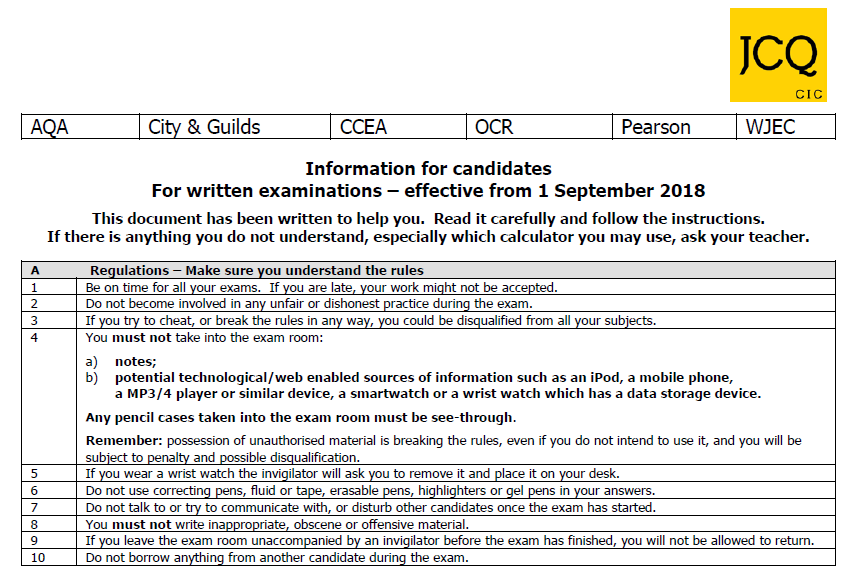 JCQ
CIC
AQA City & Guilds CCEA OCR Pearson WJEC
Information for candidates
For written examinations – effective from 1 September 2018
This document has been written to help you. Read it carefully and follow the instructions.
If there is anything you do not understand, especially which calculator you may use, ask your teacher.
A Regulations – Make sure you understand the rules
1 Be on time for all your exams. If you are late, your work might not be accepted.
2 Do not become involved in any unfair or dishonest practice during the exam.
3 If you try to cheat, or break the rules in any way, you could be disqualified from all your subjects.
4 You must not take into the exam room:
a) notes;
b) potential technological/web enabled sources of information such as an iPod, a mobile phone,
a MP3/4 player or similar device, a smartwatch or a wrist watch which has a data storage device.
Any pencil cases taken into the exam room must be see-through.
Remember: possession of unauthorised material is breaking the rules, even if you do not intend to use it, and you will be
subject to penalty and possible disqualification.
5 If you wear a wrist watch the invigilator will ask you to remove it and place it on your desk.
6 Do not use correcting pens, fluid or tape, erasable pens, highlighters or gel pens in your answers.
7 Do not talk to or try to communicate with, or disturb other candidates once the exam has started.
8 You must not write inappropriate, obscene or offensive material.
9 If you leave the exam room unaccompanied by an invigilator before the exam has finished, you will not be allowed to return.
10 Do not borrow anything from another candidate during the exam.